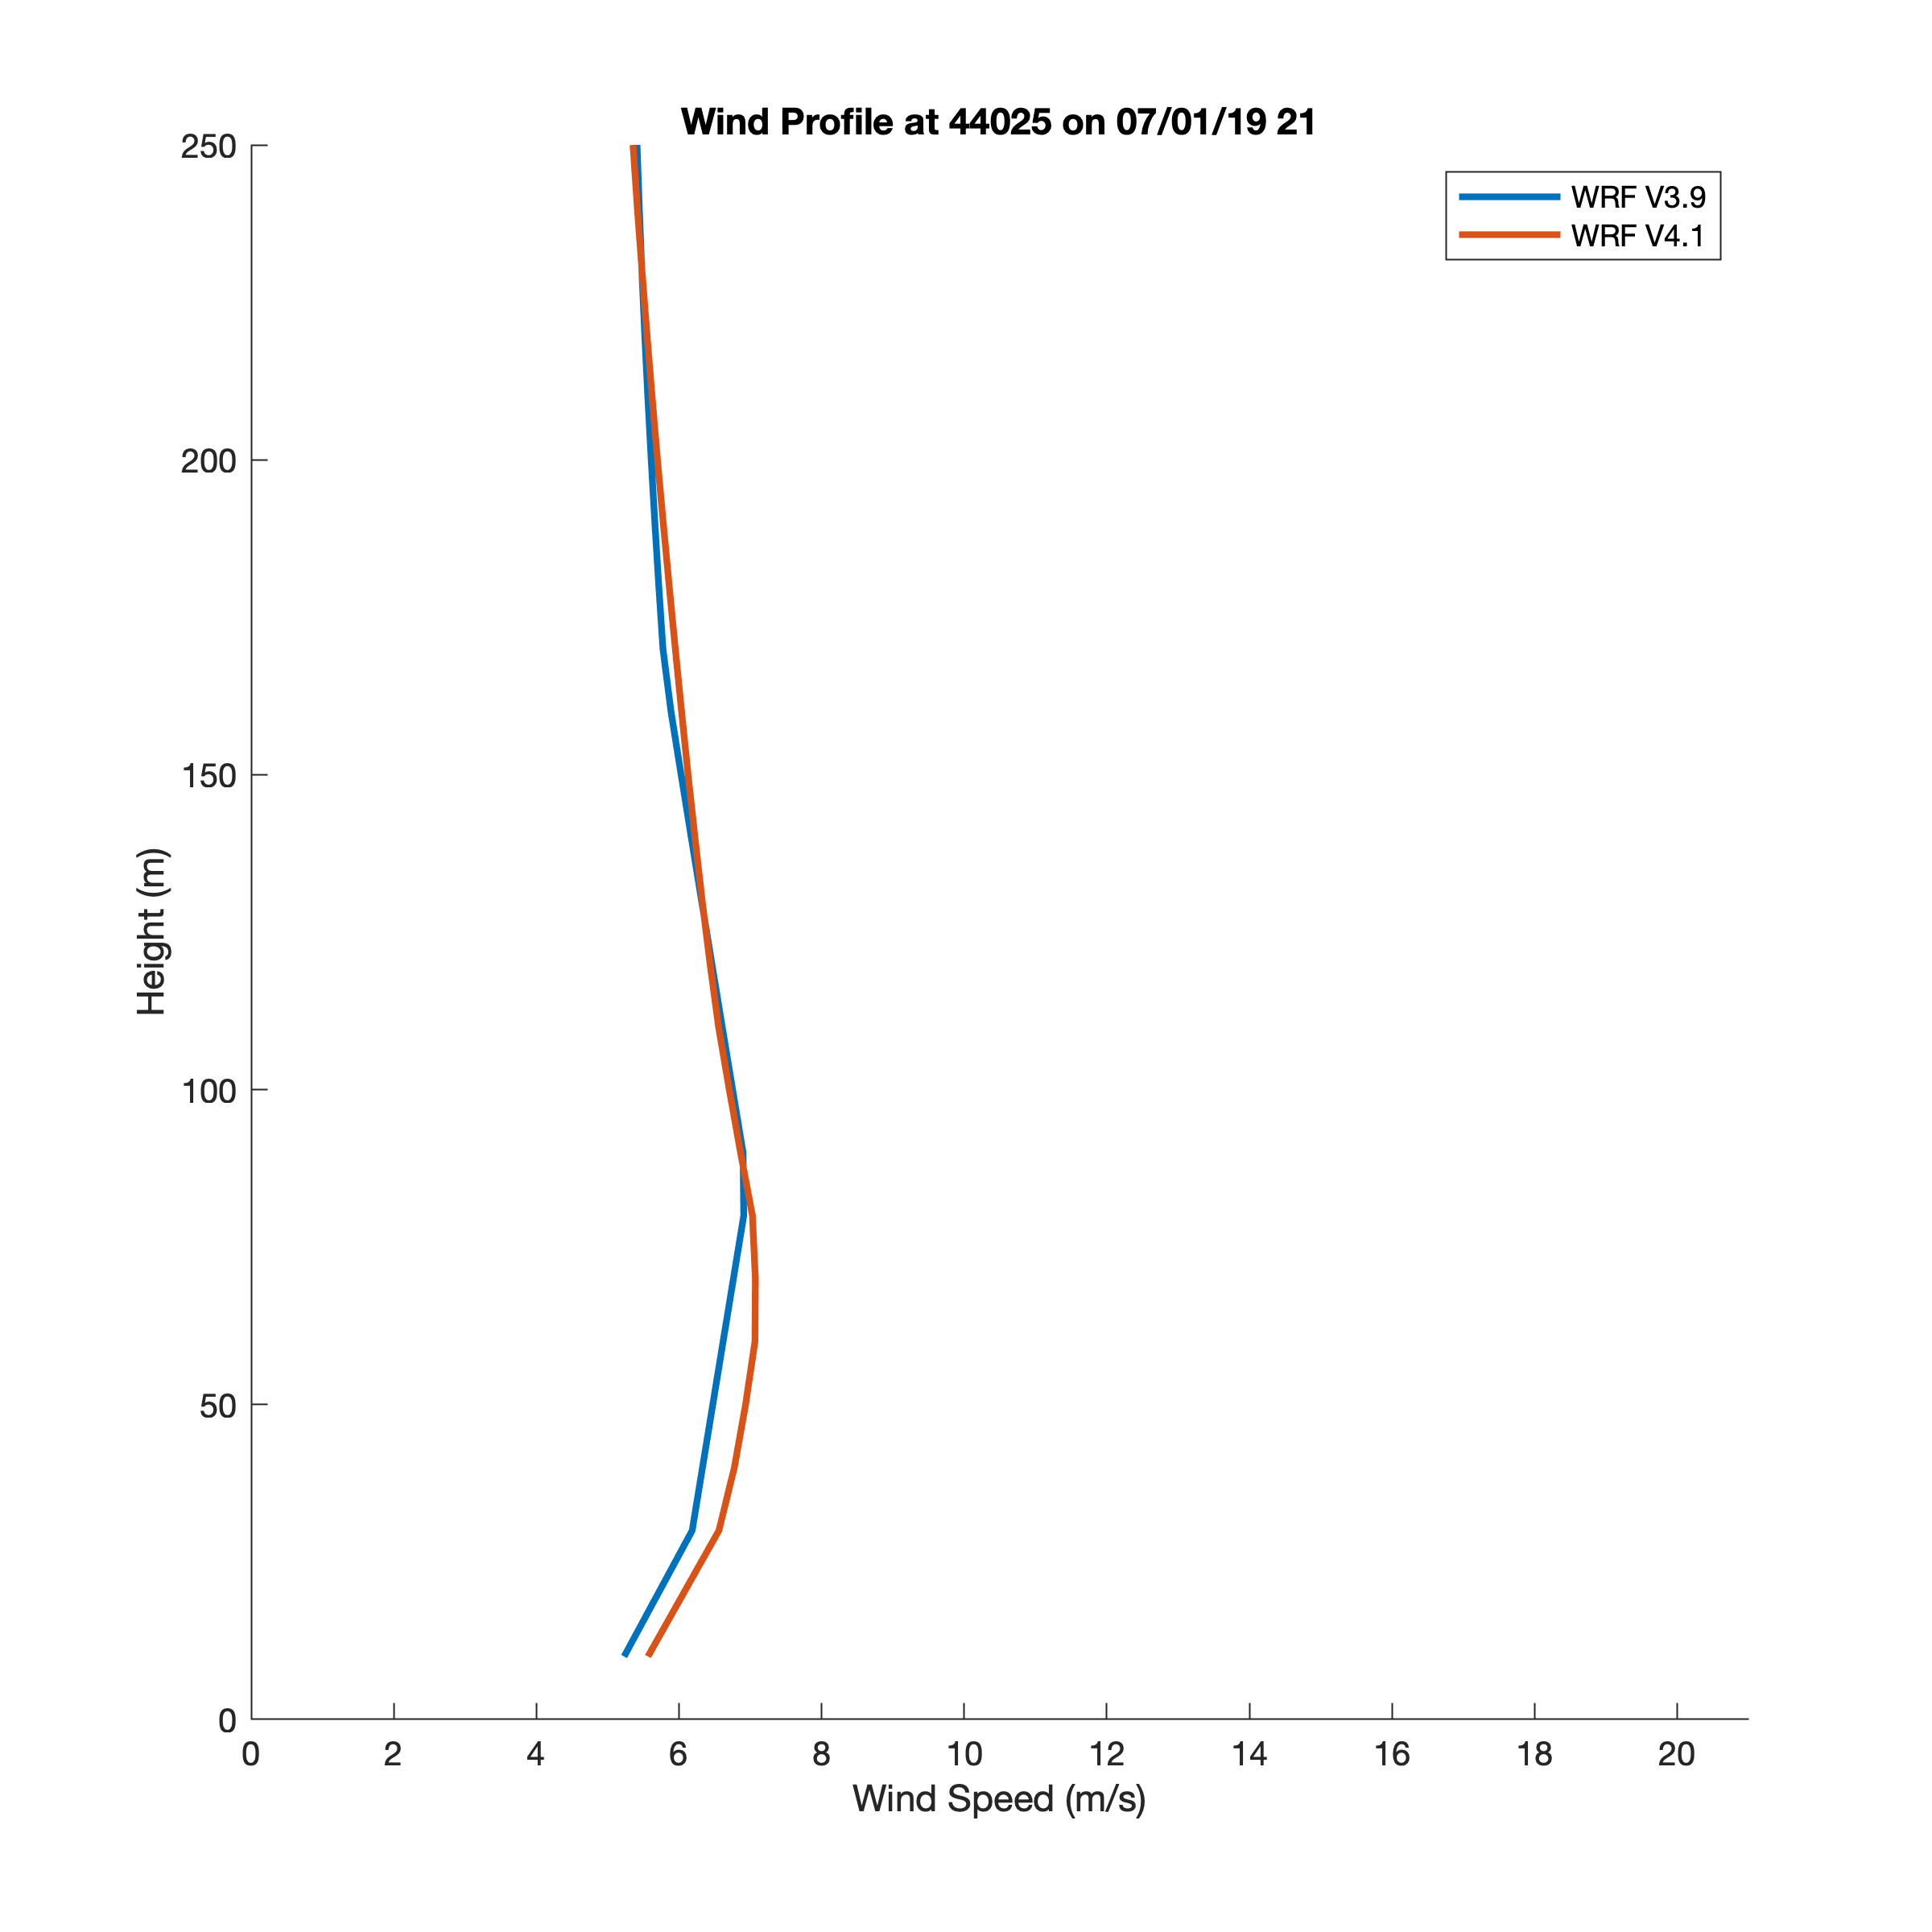 Wind Profile at 44025 on 07/01/19 21
WRF V3.9
WRF V4.1
250
200
150
100
50
0
Height (m)
0 2 4 6 8 10 12 14 16 18 20
Wind Speed (m/s)